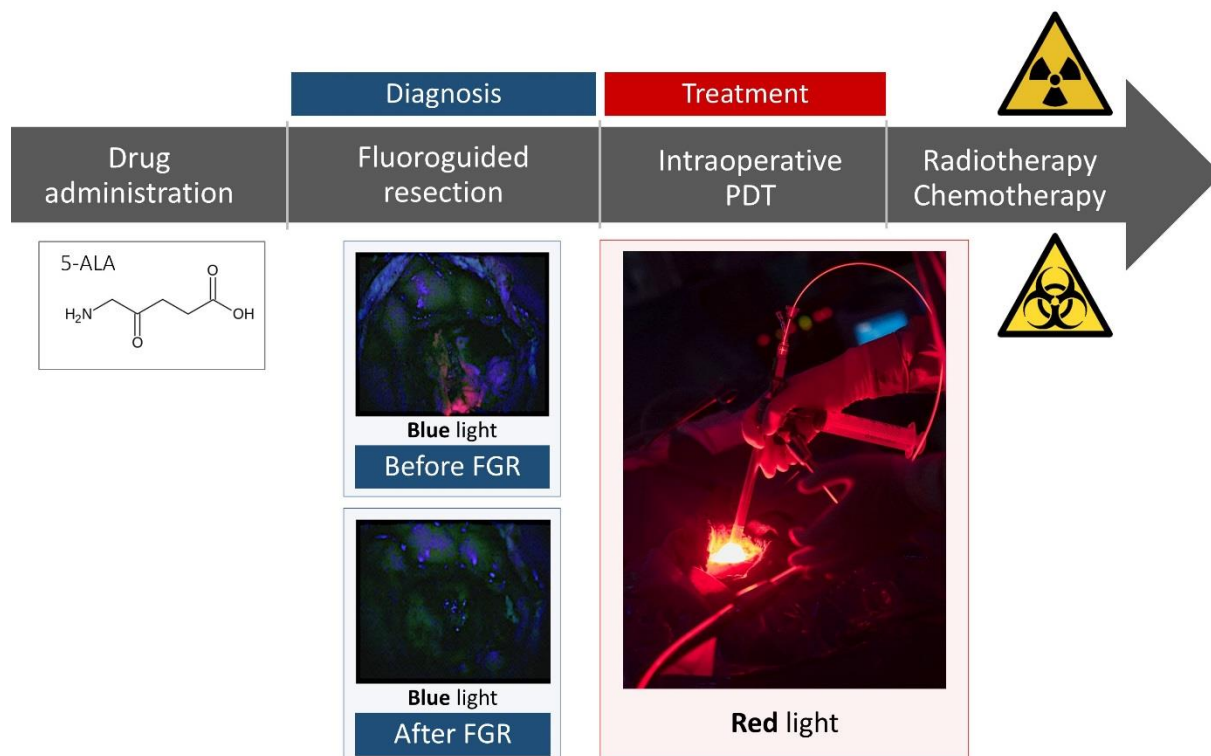 Diagnosis
Treatment
Drug
administration
Fluoroguided
resection
Intraoperative
PDT
Radiotherapy
Chemotherapy
5-ALA
H₂N
O
O
OH
Blue light
Before FGR
Blue light
After FGR
Red light